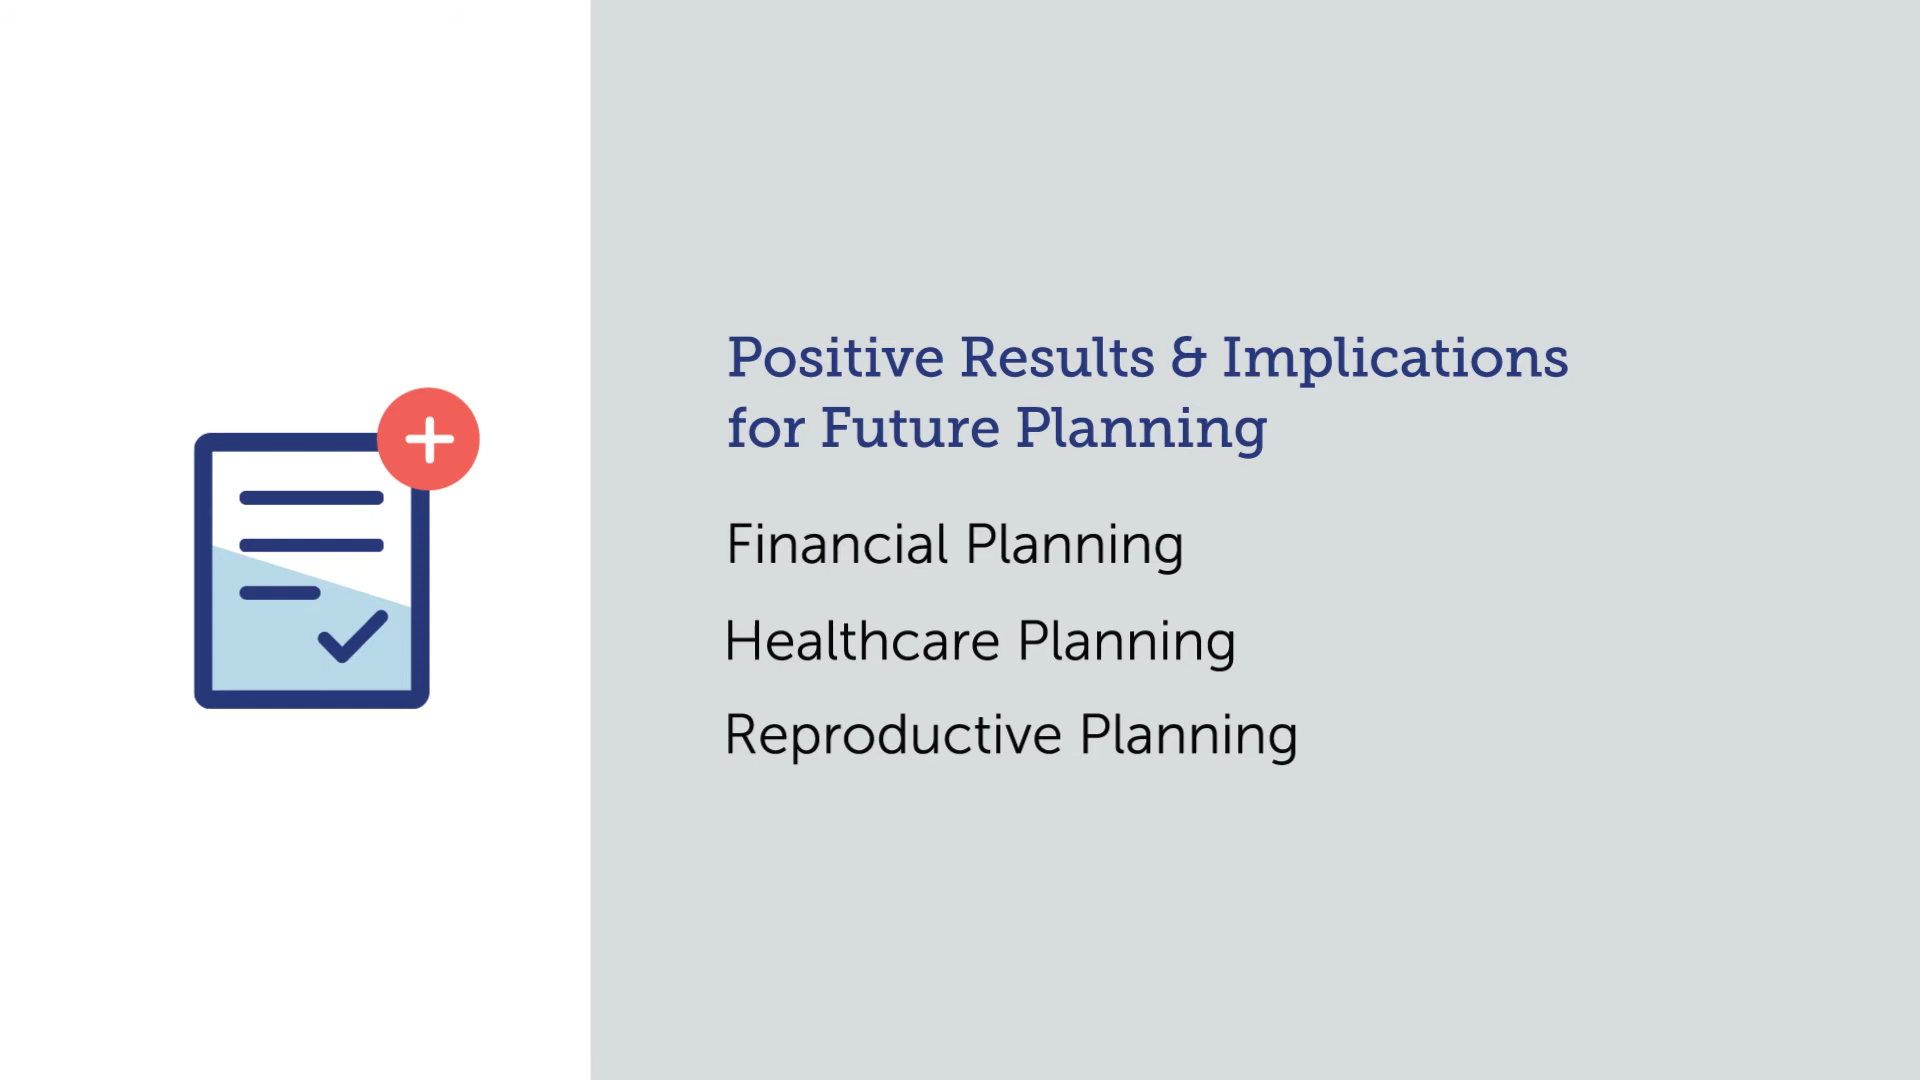 Positive Results & Implications
for Future Planning
Financial Planning
Healthcare Planning
Reproductive Planning